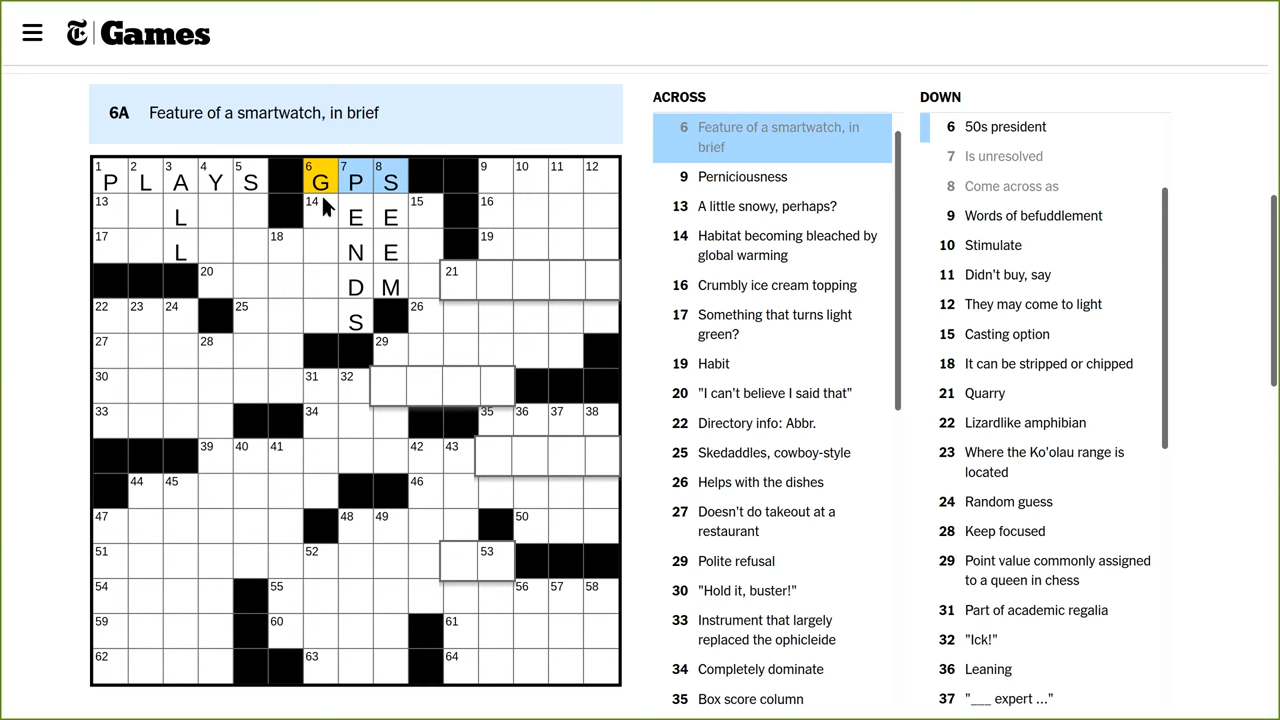 Games
6A Feature of a smartwatch, in brief
1 2 3 4 5 6 7 8 9 10 11 12
P L A Y S G P S
13 14 15 16
L E E
17 18 19
L N E
20 21
D M
22 23 24 25 26
S
27 28 29
30 31 32
33 34 35 36 37 38
39 40 41 42 43
44 45 46
47 48 49 50
51 52 53
54 55 56 57 58
59 60 61
62 63 64
ACROSS
6 Feature of a smartwatch, in
brief
9 Perniciousness
13 A little snowy, perhaps?
14 Habitat becoming bleached by
global warming
16 Crumbly ice cream topping
17 Something that turns light
green?
19 Habit
20 "I can't believe I said that"
22 Directory info: Abbr.
25 Skedaddles, cowboy-style
26 Helps with the dishes
27 Doesn't do takeout at a
restaurant
29 Polite refusal
30 "Hold it, buster!"
33 Instrument that largely
replaced the ophicleide
34 Completely dominate
35 Box score column
DOWN
6 50s president
7 Is unresolved
8 Come across as
9 Words of befuddlement
10 Stimulate
11 Didn't buy, say
12 They may come to light
15 Casting option
18 It can be stripped or chipped
21 Quarry
22 Lizardlike amphibian
23 Where the Ko'olau range is
located
24 Random guess
28 Keep focused
29 Point value commonly assigned
to a queen in chess
31 Part of academic regalia
32 "Ick!"
36 Leaning
37 "___ expert ..."